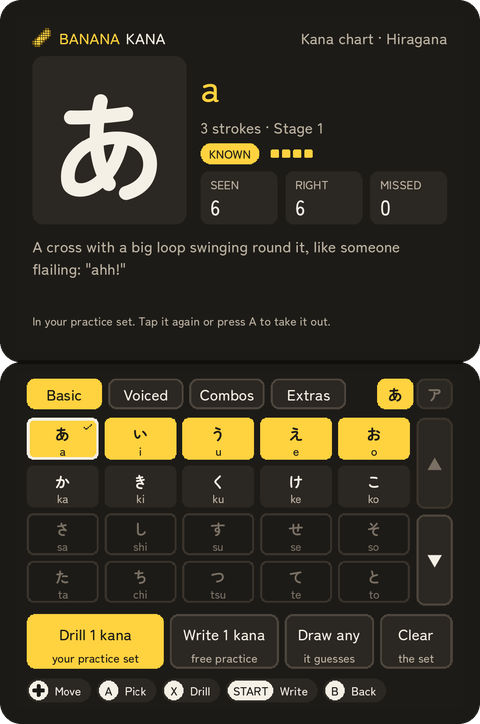 BANANA KANA
Kana chart · Hiragana
あ
a
3 strokes · Stage 1
KNOWN
SEEN RIGHT MISSED
6 6 0
A cross with a big loop swinging round it, like someone
flailing: "ahh!"
In your practice set. Tap it again or press A to take it out.
Basic Voiced Combos Extras あ ア
あ い う え お
a i u e o
か き く け こ
ka ki ku ke ko
さ し す せ そ
sa shi su se so
た ち つ て と
ta chi tsu te to
Drill 1 kana Write 1 kana Draw any Clear
your practice set free practice it guesses the set
Move A Pick X Drill START Write B Back